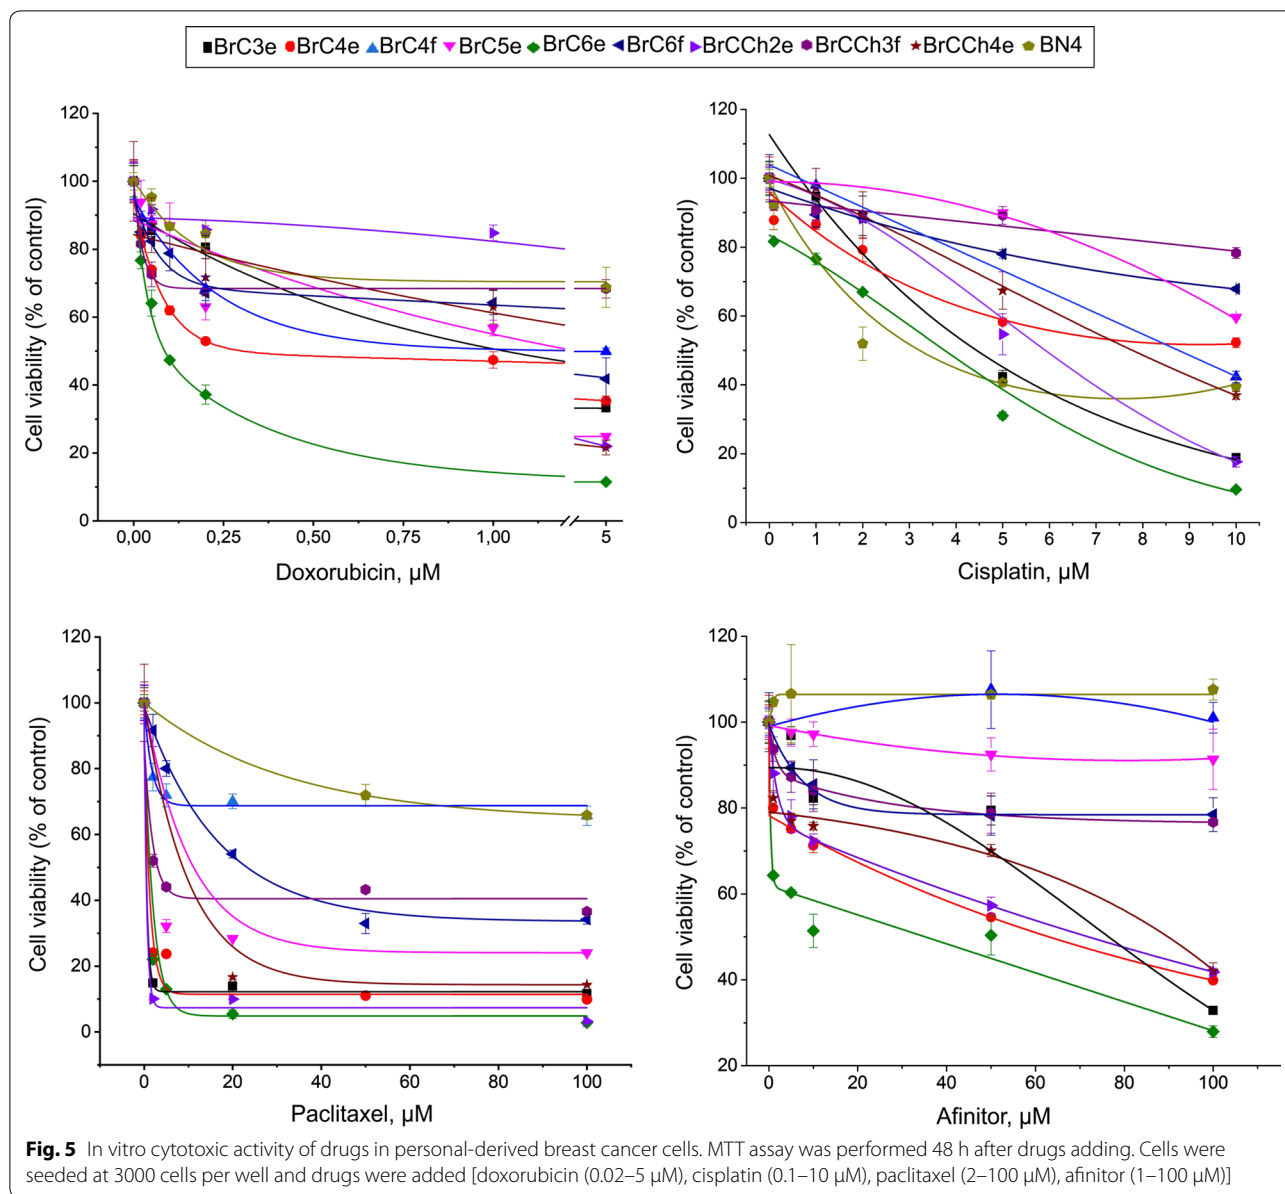 BrC3e BrC4e BrC4f BrC5e BrC6e BrC6f BrCCh2e BrCCh3f BrCCh4e BN4
120
100
80
60
40
20
0
Cell viability (% of control)
0,00 0,25 0,50 0,75 1,00 5
Doxorubicin, µM
120
100
80
60
40
20
0
Cell viability (% of control)
0 1 2 3 4 5 6 7 8 9 10
Cisplatin, µM
120
100
80
60
40
20
0
Cell viability (% of control)
0 20 40 60 80 100
Paclitaxel, µM
120
100
80
60
40
20
Cell viability (% of control)
0 20 40 60 80 100
Afinitor, µM
Fig. 5 In vitro cytotoxic activity of drugs in personal-derived breast cancer cells. MTT assay was performed 48 h after drugs adding. Cells were
seeded at 3000 cells per well and drugs were added [doxorubicin (0.02–5 µM), cisplatin (0.1–10 µM), paclitaxel (2–100 µM), afinitor (1–100 µM)]